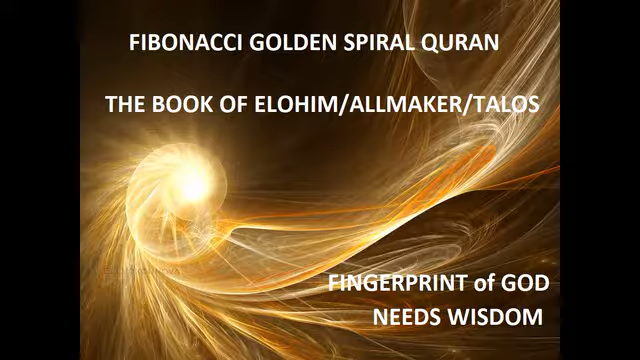 FIBONACCI GOLDEN SPIRAL QURAN
THE BOOK OF ELOHIM/ALLMAKER/TALOS
FINGERPRINT of GOD
NEEDS WISDOM